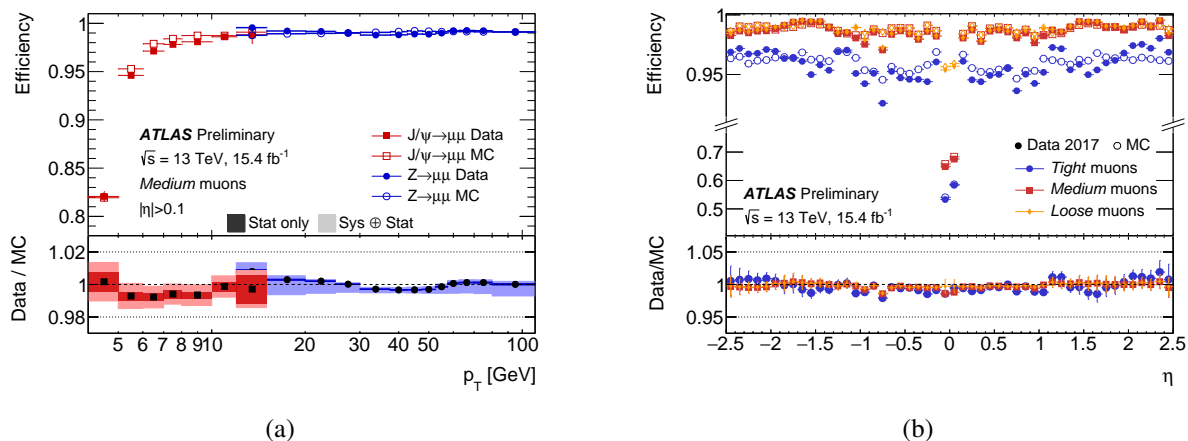 Efficiency
1
0.95
0.9
0.85
0.8
ATLAS Preliminary
√s = 13 TeV, 15.4 fb⁻¹
Medium muons
|η|>0.1
J/ψ→μμ Data
J/ψ→μμ MC
Z→μμ Data
Z→μμ MC
Stat only
Sys ⊕ Stat
Data / MC
1.02
1
0.98
5 6 7 8 9 10 20 30 40 50 100
p_T [GeV]
(a)
Efficiency
1
0.95
0.7
0.6
0.5
ATLAS Preliminary
√s = 13 TeV, 15.4 fb⁻¹
Data 2017 MC
Tight muons
Medium muons
Loose muons
Data/MC
1.05
1
0.95
−2.5 −2 −1.5 −1 −0.5 0 0.5 1 1.5 2 2.5
η
(b)